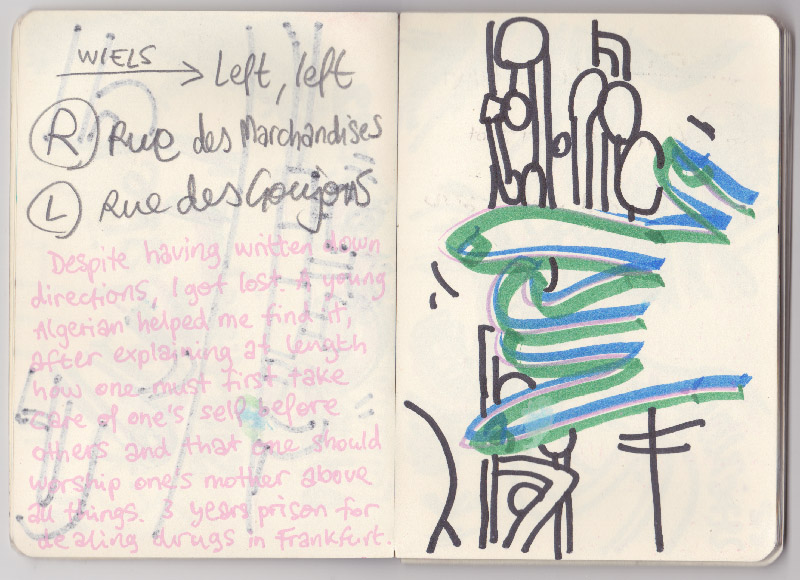 WIELS → Left, left
R Rue des Marchandises
L Rue des Goujons
Despite having written down
directions, I got lost. A young
Algerian helped me find it,
after explaining at length
how one must first take
care of one's self before
others and that one should
worship one's mother above
all things. 3 years prison for
dealing drugs in Frankfurt.